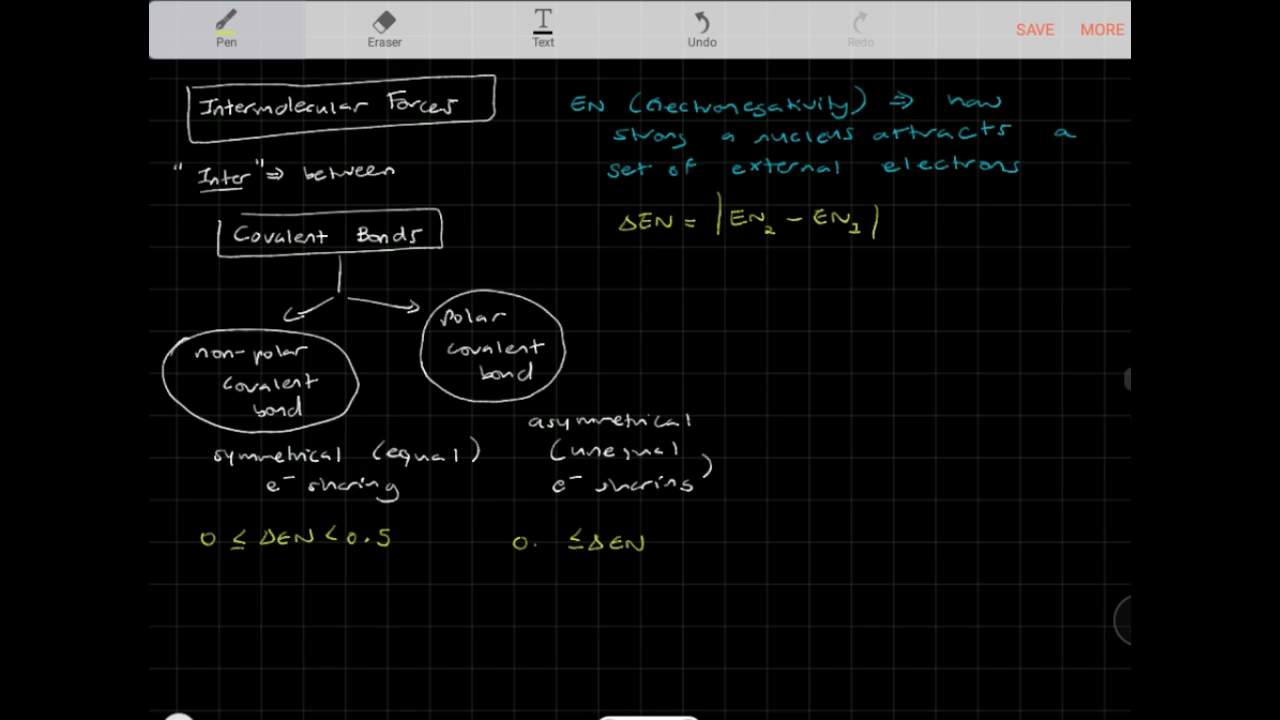 Pen
Eraser
Text
Undo
Redo
SAVE
MORE
Intermolecular Forces
"Inter" ⇒ between
Covalent Bonds
non-polar
covalent
bond
symmetrical (equal)
e⁻ sharing
0 ≤ ΔEN < 0.5
polar
covalent
bond
asymmetrical
(unequal
e⁻ sharing)
0. ≤ ΔEN
EN (electronegativity) ⇒ how
strong a nucleus attracts a
set of external electrons
ΔEN = |EN₂ - EN₁|